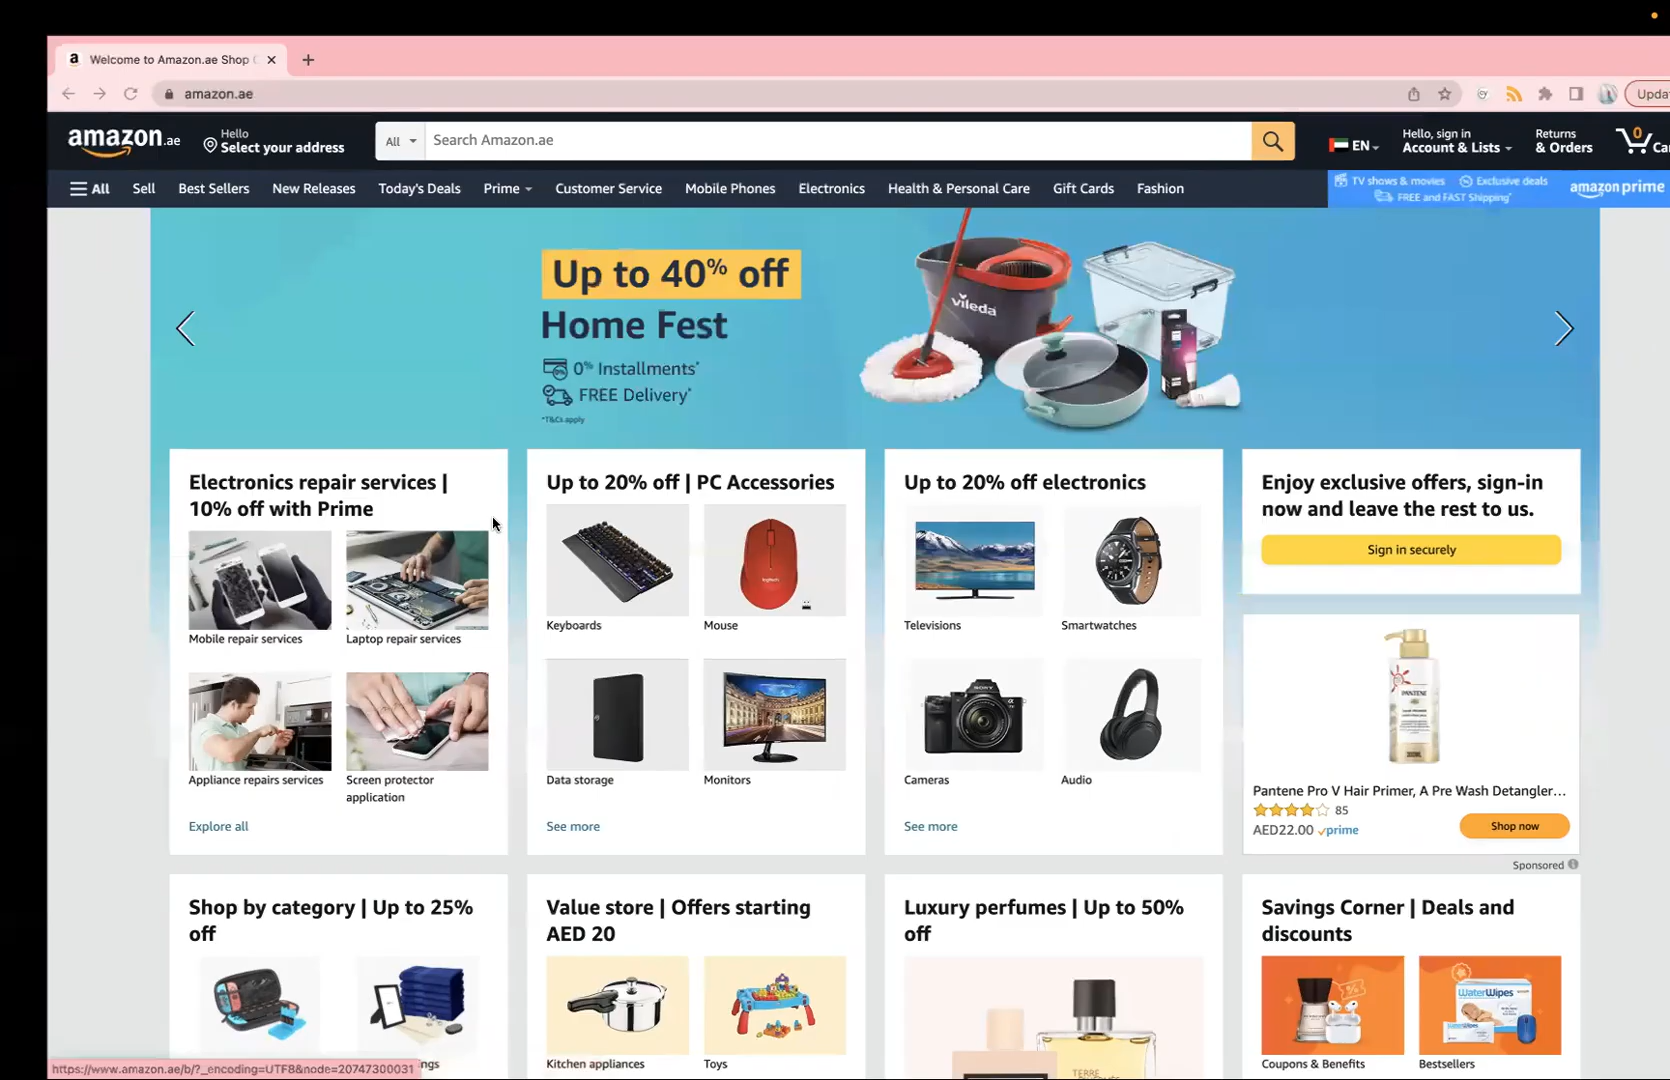 Welcome to Amazon.ae Shop
amazon.ae
Upda
amazon.ae
Hello
Select your address
All
Search Amazon.ae
EN
Hello, sign in
Account & Lists
Returns
& Orders
0
Ca
All
Sell
Best Sellers
New Releases
Today's Deals
Prime
Customer Service
Mobile Phones
Electronics
Health & Personal Care
Gift Cards
Fashion
TV shows & movies
Exclusive deals
FREE and FAST Shipping*
amazon prime
Up to 40% off
Home Fest
0% Installments*
FREE Delivery*
*T&Cs apply
vileda
Electronics repair services |
10% off with Prime
Mobile repair services
Laptop repair services
Appliance repairs services
Screen protector
application
Explore all
Up to 20% off | PC Accessories
Keyboards
Mouse
logitech
Data storage
Monitors
See more
Up to 20% off electronics
Televisions
Smartwatches
SONY
Cameras
Audio
See more
Enjoy exclusive offers, sign-in
now and leave the rest to us.
Sign in securely
PANTENE
Pantene Pro V Hair Primer, A Pre Wash Detangler...
85
AED22.00 prime
Shop now
Sponsored
Shop by category | Up to 25%
off
ngs
Value store | Offers starting
AED 20
Kitchen appliances
Toys
Luxury perfumes | Up to 50%
off
TERRE
Savings Corner | Deals and
discounts
WaterWipes
Coupons & Benefits
Bestsellers
https://www.amazon.ae/b/?_encoding=UTF8&node=20747300031